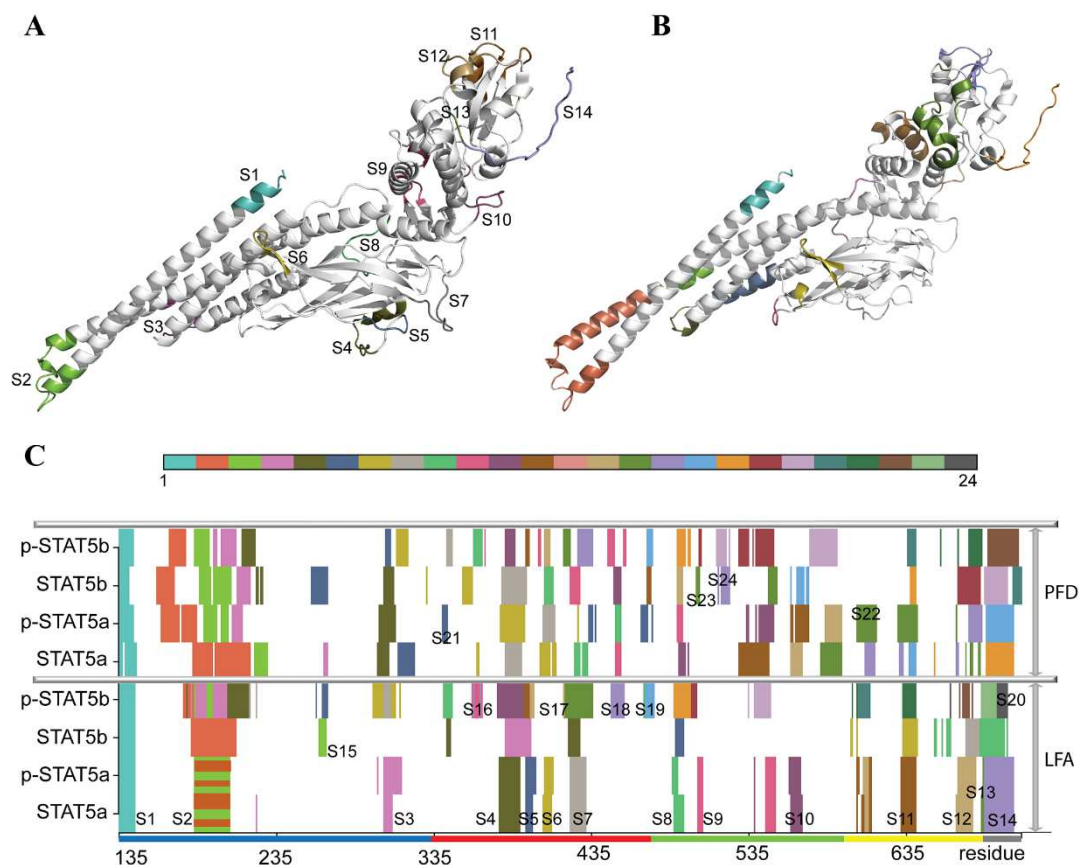 A
B
S11
S12
S13
S14
S9
S1
S10
S8
S6
S7
S3
S5
S4
S2
C
1
24
p-STAT5b
STAT5b
S24
S23
p-STAT5a
S21
S22
STAT5a
PFD
p-STAT5b
S16
S17
S18
S19
S20
STAT5b
S15
p-STAT5a
LFA
S13
STAT5a
S1
S2
S3
S4
S5
S6
S7
S8
S9
S10
S11
S12
S14
135
235
335
435
535
635
residue